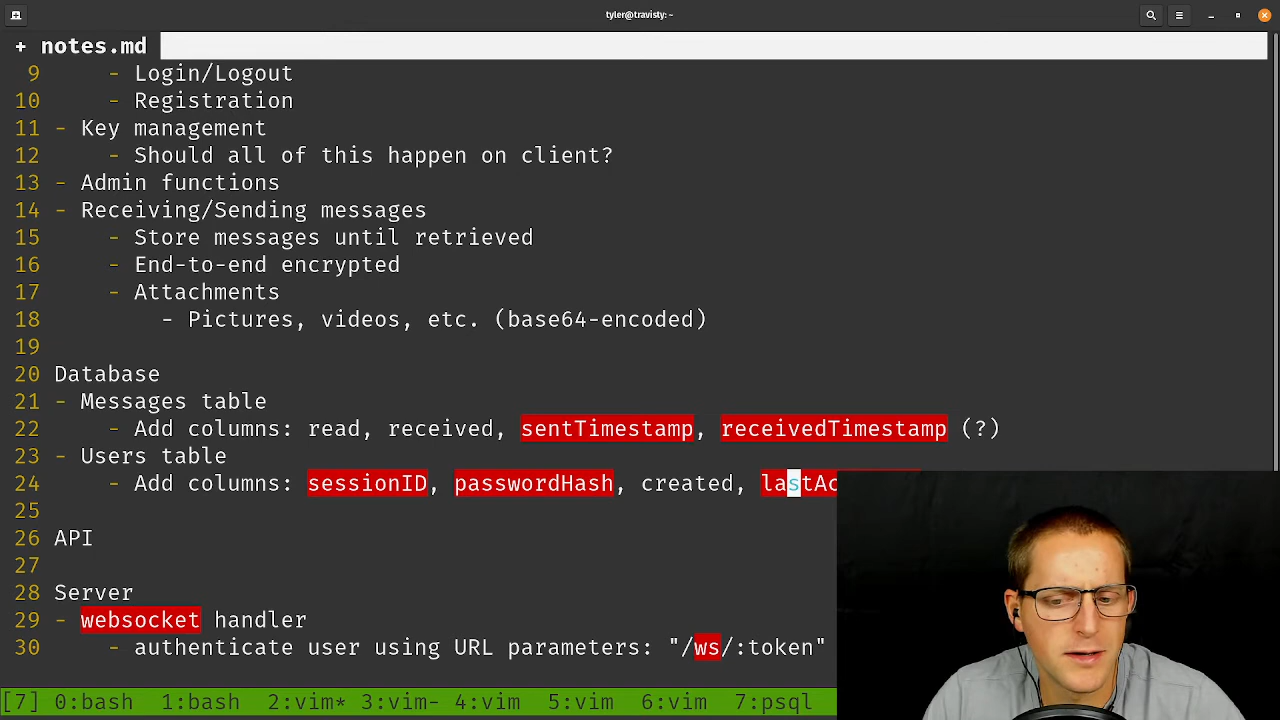 tyler@travisty: ~
+ notes.md
9 - Login/Logout
10 - Registration
11 - Key management
12 - Should all of this happen on client?
13 - Admin functions
14 - Receiving/Sending messages
15 - Store messages until retrieved
16 - End-to-end encrypted
17 - Attachments
18 - Pictures, videos, etc. (base64-encoded)
19
20 Database
21 - Messages table
22 - Add columns: read, received, sentTimestamp, receivedTimestamp (?)
23 - Users table
24 - Add columns: sessionID, passwordHash, created, lastAc
25
26 API
27
28 Server
29 - websocket handler
30 - authenticate user using URL parameters: "/ws/:token"
[7] 0:bash 1:bash 2:vim* 3:vim- 4:vim 5:vim 6:vim 7:psql